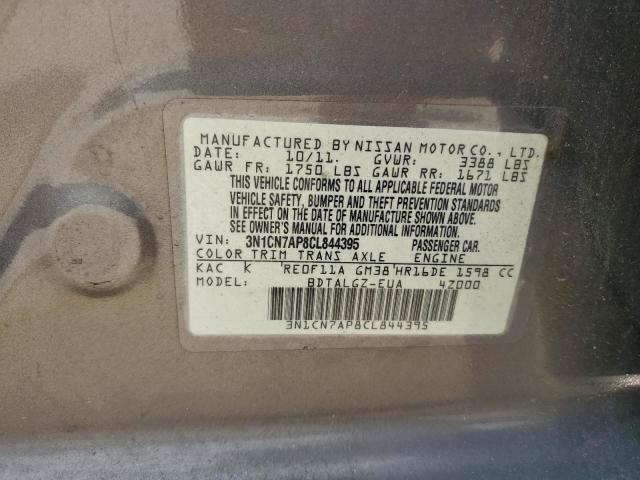 MANUFACTURED BY NISSAN MOTOR CO., LTD.
DATE: 10/11. GVWR: 3388 LBS
GAWR FR: 1750 LBS GAWR RR: 1671 LBS
THIS VEHICLE CONFORMS TO ALL APPLICABLE FEDERAL MOTOR
VEHICLE SAFETY, BUMPER AND THEFT PREVENTION STANDARDS
IN EFFECT ON THE DATE OF MANUFACTURE SHOWN ABOVE.
SEE OWNER'S MANUAL FOR ADDITIONAL INFORMATION.
VIN: 3N1CN7AP8CL844395 PASSENGER CAR.
COLOR TRIM TRANS AXLE ENGINE
KAC K RE0F11A GM38 HR16DE 1598 CC
BDTALGZ-EUA 4Z000
3N1CN7AP8CL844395